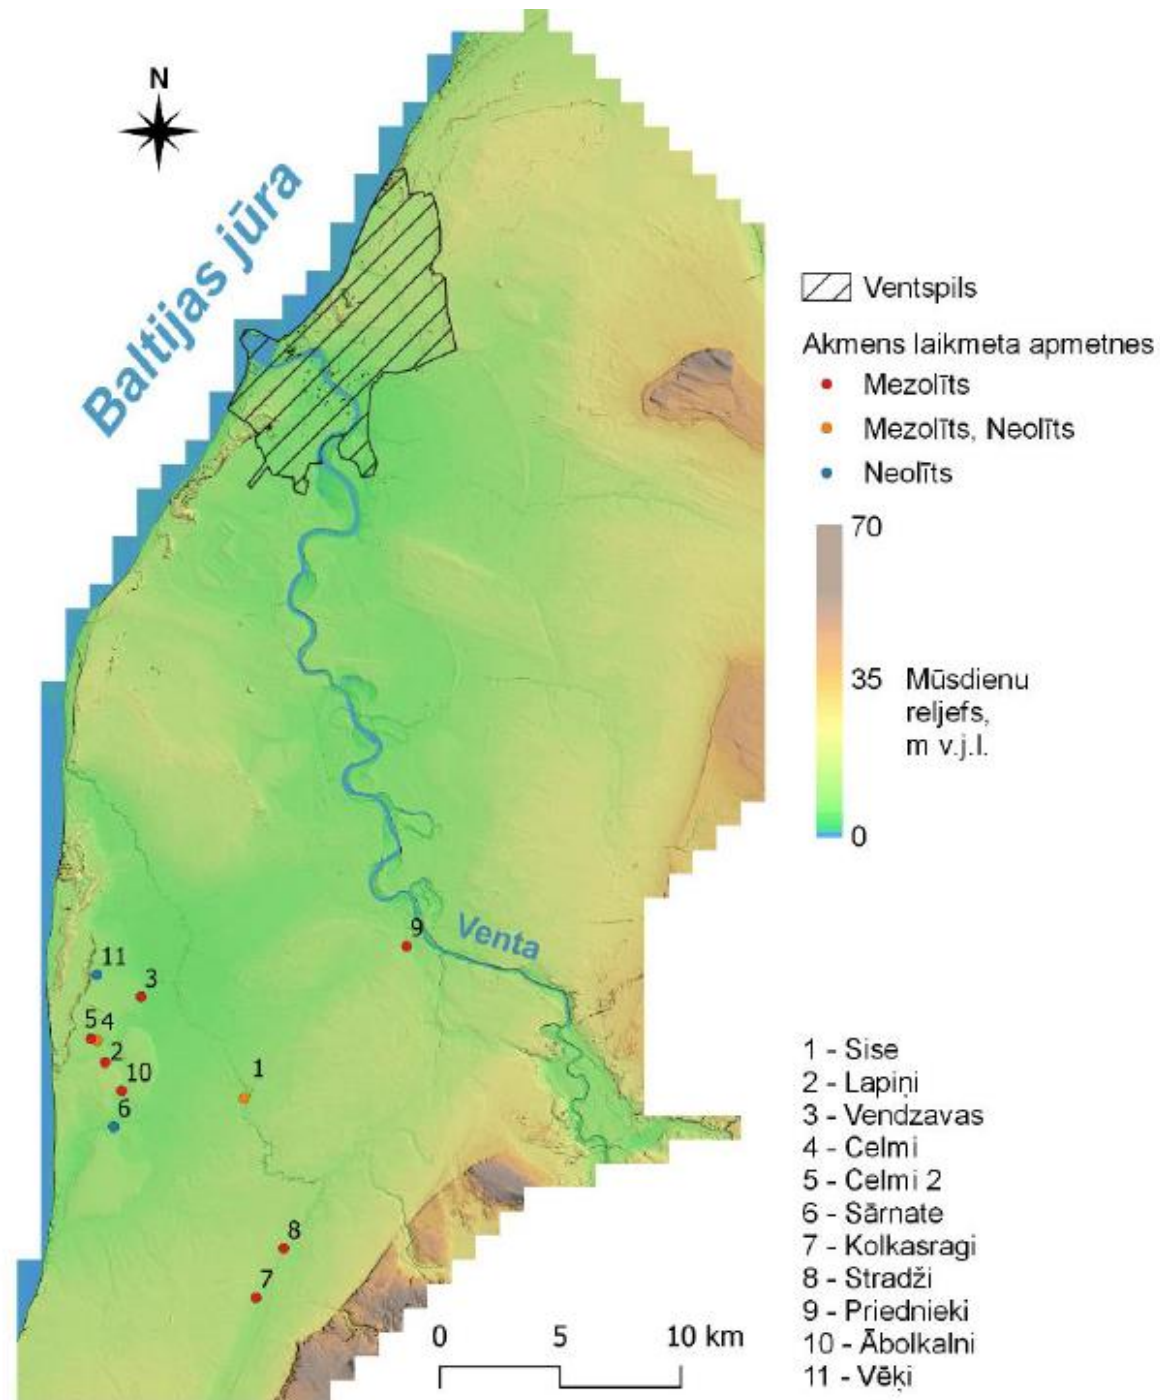 N
Baltijas jūra
Ventspils
Akmens laikmeta apmetnes
Mezolīts
Mezolīts, Neolīts
Neolīts
70
35
Mūsdienu
reljefs,
m v.j.l.
0
Venta
9
11
3
5 4
2
10
6
1
8
7
0 5 10 km
1 - Sise
2 - Lapiņi
3 - Vendzavas
4 - Celmi
5 - Celmi 2
6 - Sārnate
7 - Kolkasragi
8 - Stradži
9 - Priednieki
10 - Ābolkalni
11 - Vēķi